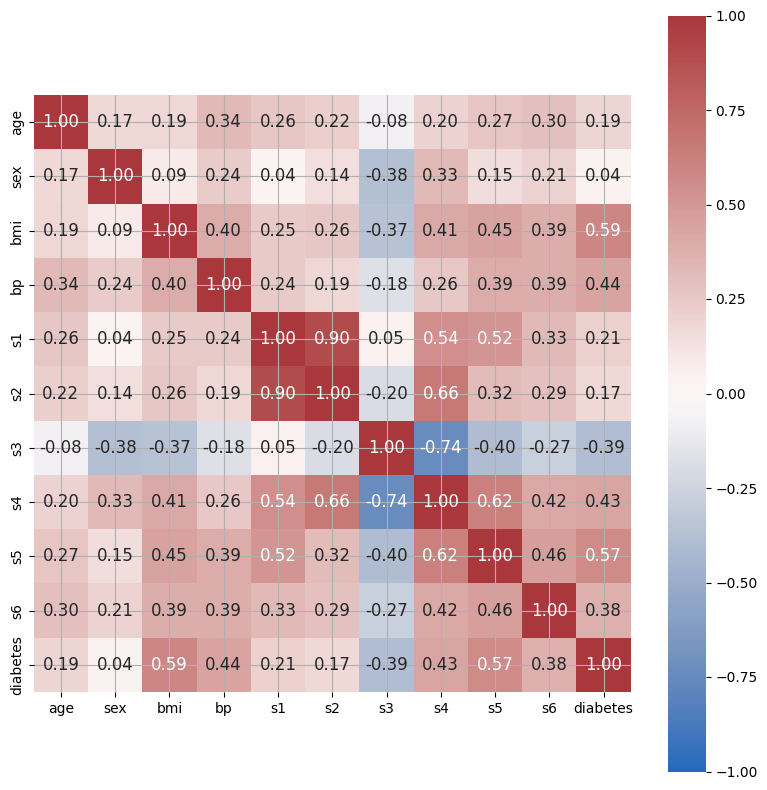 age 1.00 0.17 0.19 0.34 0.26 0.22 -0.08 0.20 0.27 0.30 0.19
sex 0.17 1.00 0.09 0.24 0.04 0.14 -0.38 0.33 0.15 0.21 0.04
bmi 0.19 0.09 1.00 0.40 0.25 0.26 -0.37 0.41 0.45 0.39 0.59
bp 0.34 0.24 0.40 1.00 0.24 0.19 -0.18 0.26 0.39 0.39 0.44
s1 0.26 0.04 0.25 0.24 1.00 0.90 0.05 0.54 0.52 0.33 0.21
s2 0.22 0.14 0.26 0.19 0.90 1.00 -0.20 0.66 0.32 0.29 0.17
s3 -0.08 -0.38 -0.37 -0.18 0.05 -0.20 1.00 -0.74 -0.40 -0.27 -0.39
s4 0.20 0.33 0.41 0.26 0.54 0.66 -0.74 1.00 0.62 0.42 0.43
s5 0.27 0.15 0.45 0.39 0.52 0.32 -0.40 0.62 1.00 0.46 0.57
s6 0.30 0.21 0.39 0.39 0.33 0.29 -0.27 0.42 0.46 1.00 0.38
diabetes 0.19 0.04 0.59 0.44 0.21 0.17 -0.39 0.43 0.57 0.38 1.00
age sex bmi bp s1 s2 s3 s4 s5 s6 diabetes
1.00
0.75
0.50
0.25
0.00
−0.25
−0.50
−0.75
−1.00